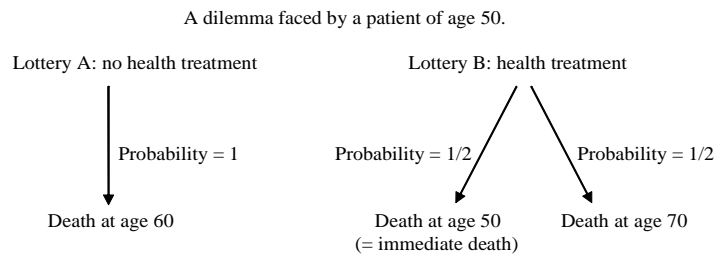 A dilemma faced by a patient of age 50.
Lottery A: no health treatment
Lottery B: health treatment
Probability = 1
Probability = 1/2
Probability = 1/2
Death at age 60
Death at age 50
(= immediate death)
Death at age 70